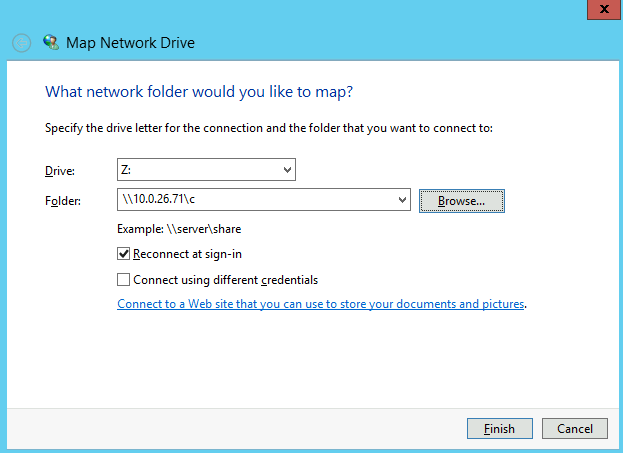 x
Map Network Drive
What network folder would you like to map?
Specify the drive letter for the connection and the folder that you want to connect to:
Drive: Z:
Folder: \\10.0.26.71\c Browse...
Example: \\server\share
Reconnect at sign-in
Connect using different credentials
Connect to a Web site that you can use to store your documents and pictures.
Finish Cancel